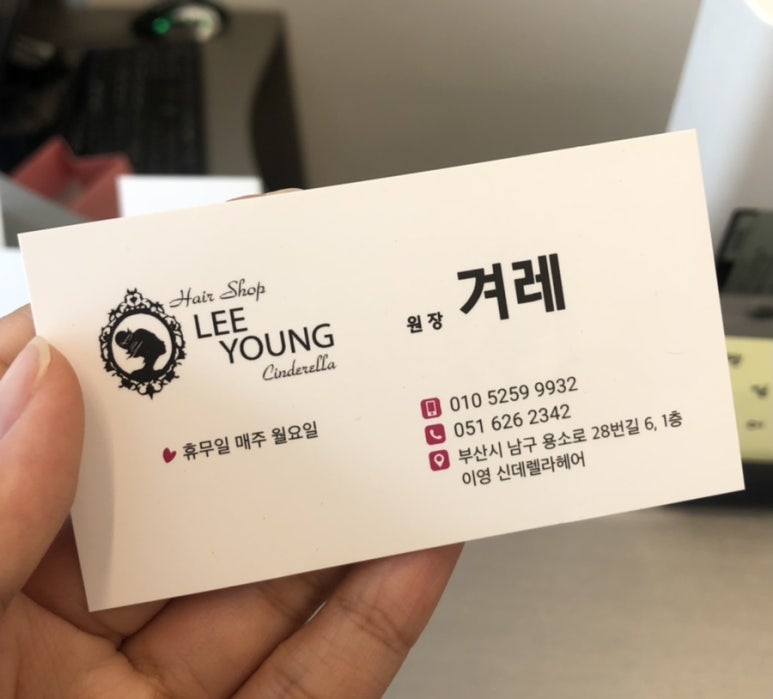 Hair Shop
LEE
YOUNG
Cinderella
휴무일 매주 월요일
원장 겨레
010 5259 9932
051 626 2342
부산시 남구 용소로 28번길 6, 1층
이영 신데렐라헤어